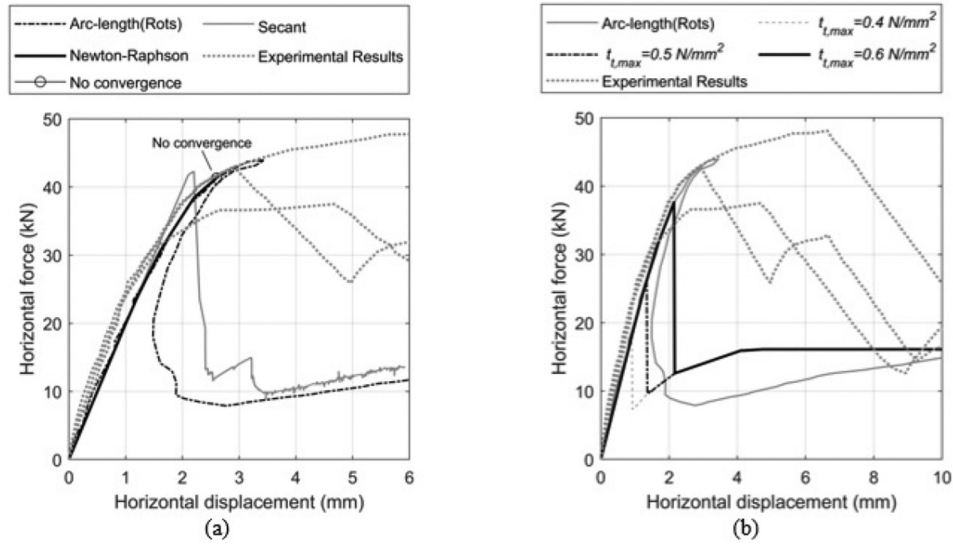 Arc-length(Rots) Secant
Newton-Raphson Experimental Results
No convergence
50
40
30
20
10
0
No convergence
0 1 2 3 4 5 6
Horizontal force (kN)
Horizontal displacement (mm)
(a)
Arc-length(Rots) t_{t,max}=0.4 N/mm^2
t_{t,max}=0.5 N/mm^2 t_{t,max}=0.6 N/mm^2
Experimental Results
50
40
30
20
10
0
0 2 4 6 8 10
Horizontal force (kN)
Horizontal displacement (mm)
(b)